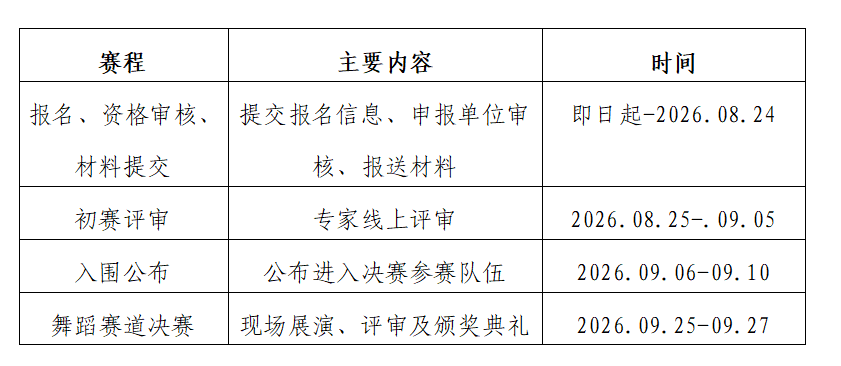 赛程 主要内容 时间
报名、资格审核、 提交报名信息、申报单位审 即日起-2026.08.24
材料提交 核、报送材料
初赛评审 专家线上评审 2026.08.25-.09.05
入围公布 公布进入决赛参赛队伍 2026.09.06-09.10
舞蹈赛道决赛 现场展演、评审及颁奖典礼 2026.09.25-09.27